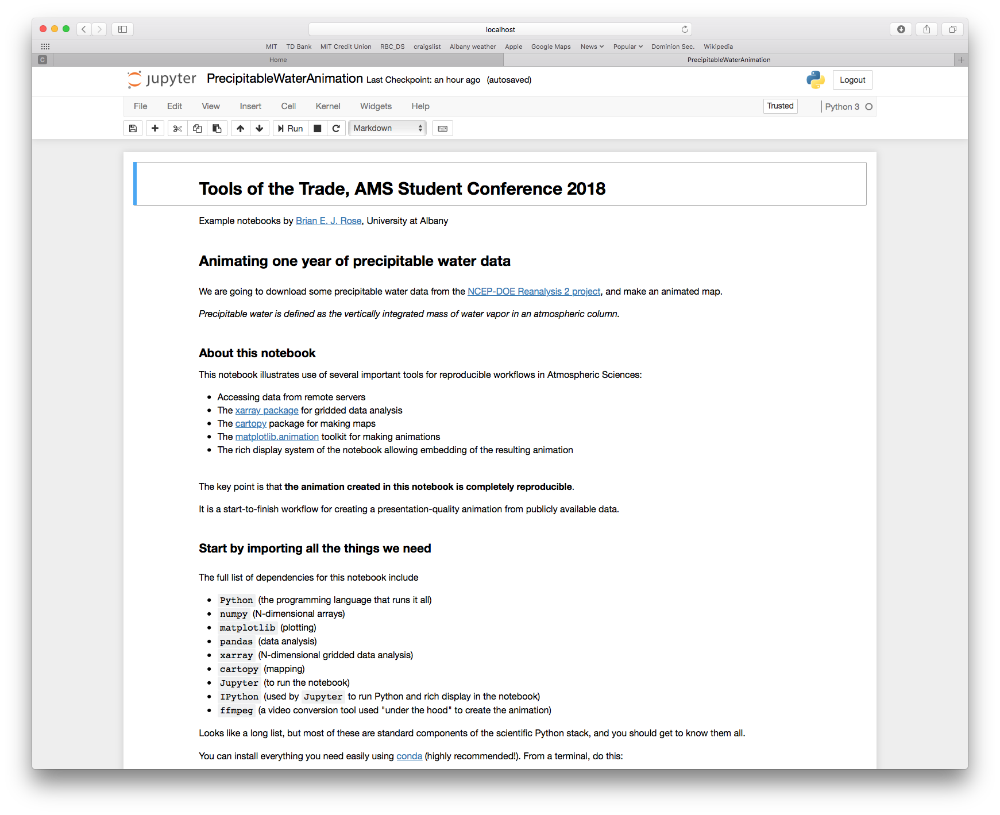 localhost
MIT TD Bank MIT Credit Union RBC_DS craigslist Albany weather Apple Google Maps News Popular Dominion Sec. Wikipedia
C Home PrecipitableWaterAnimation
jupyter PrecipitableWaterAnimation Last Checkpoint: an hour ago (autosaved) Logout
File Edit View Insert Cell Kernel Widgets Help Trusted Python 3
Run Markdown
Tools of the Trade, AMS Student Conference 2018
Example notebooks by Brian E. J. Rose, University at Albany
Animating one year of precipitable water data
We are going to download some precipitable water data from the NCEP-DOE Reanalysis 2 project, and make an animated map.
Precipitable water is defined as the vertically integrated mass of water vapor in an atmospheric column.
About this notebook
This notebook illustrates use of several important tools for reproducible workflows in Atmospheric Sciences:
• Accessing data from remote servers
• The xarray package for gridded data analysis
• The cartopy package for making maps
• The matplotlib.animation toolkit for making animations
• The rich display system of the notebook allowing embedding of the resulting animation
The key point is that the animation created in this notebook is completely reproducible.
It is a start-to-finish workflow for creating a presentation-quality animation from publicly available data.
Start by importing all the things we need
The full list of dependencies for this notebook include
• Python (the programming language that runs it all)
• numpy (N-dimensional arrays)
• matplotlib (plotting)
• pandas (data analysis)
• xarray (N-dimensional gridded data analysis)
• cartopy (mapping)
• Jupyter (to run the notebook)
• IPython (used by Jupyter to run Python and rich display in the notebook)
• ffmpeg (a video conversion tool used "under the hood" to create the animation)
Looks like a long list, but most of these are standard components of the scientific Python stack, and you should get to know them all.
You can install everything you need easily using conda (highly recommended!). From a terminal, do this: